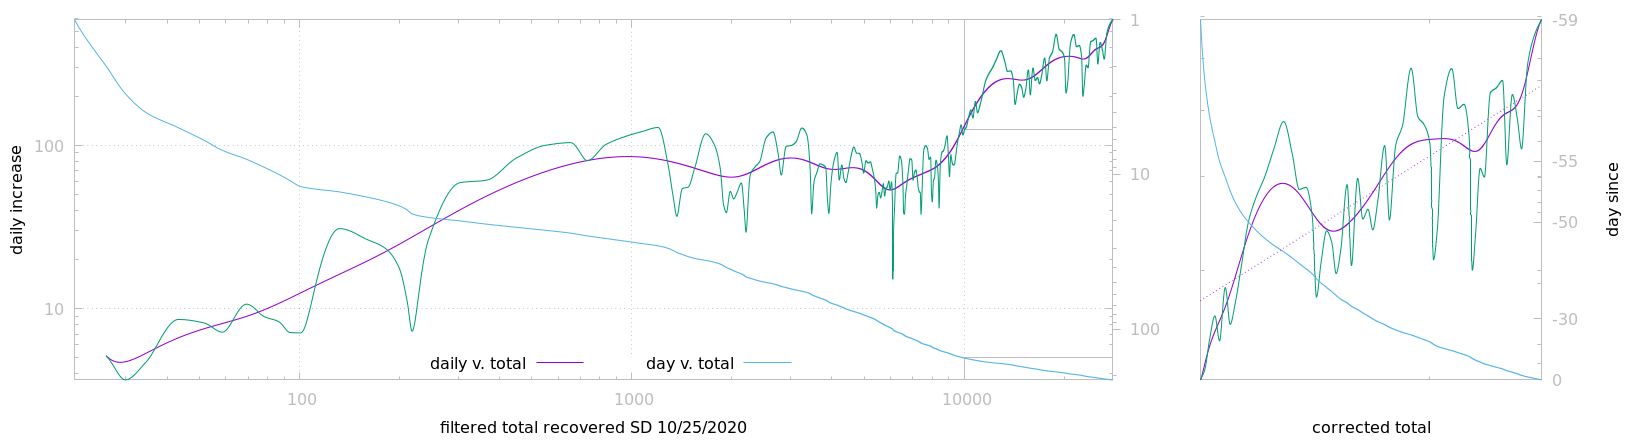 daily increase
100
10
100
1000
10000
1
10
100
daily v. total
day v. total
filtered total recovered SD 10/25/2020
-59
-55
-50
-30
0
day since
corrected total